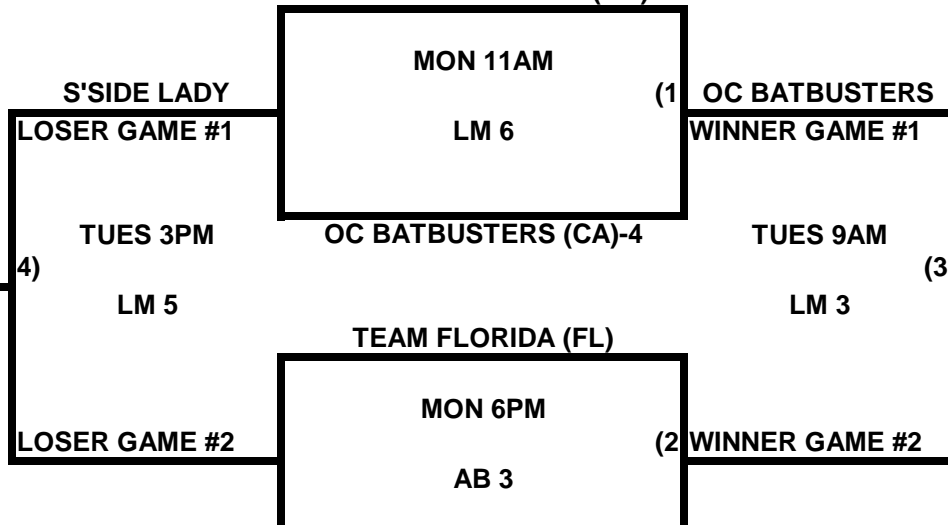 MON 11AM
S'SIDE LADY
(1
OC BATBUSTERS
LOSER GAME #1
LM 6
WINNER GAME #1
TUES 3PM
OC BATBUSTERS (CA)-4
TUES 9AM
4)
(3
LM 5
LM 3
TEAM FLORIDA (FL)
MON 6PM
LOSER GAME #2
(2
WINNER GAME #2
AB 3